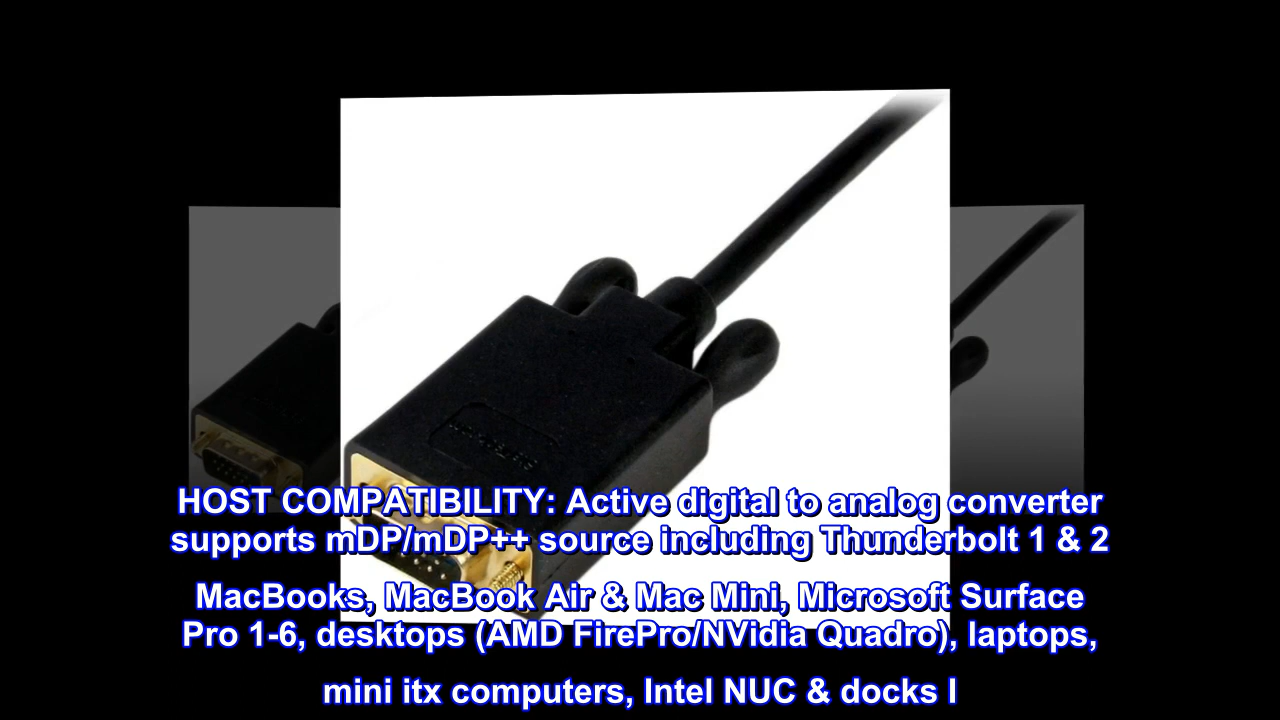 HOST COMPATIBILITY: Active digital to analog converter
supports mDP/mDP++ source including Thunderbolt 1 & 2
MacBooks, MacBook Air & Mac Mini, Microsoft Surface
Pro 1-6, desktops (AMD FirePro/NVidia Quadro), laptops,
mini itx computers, Intel NUC & docks I